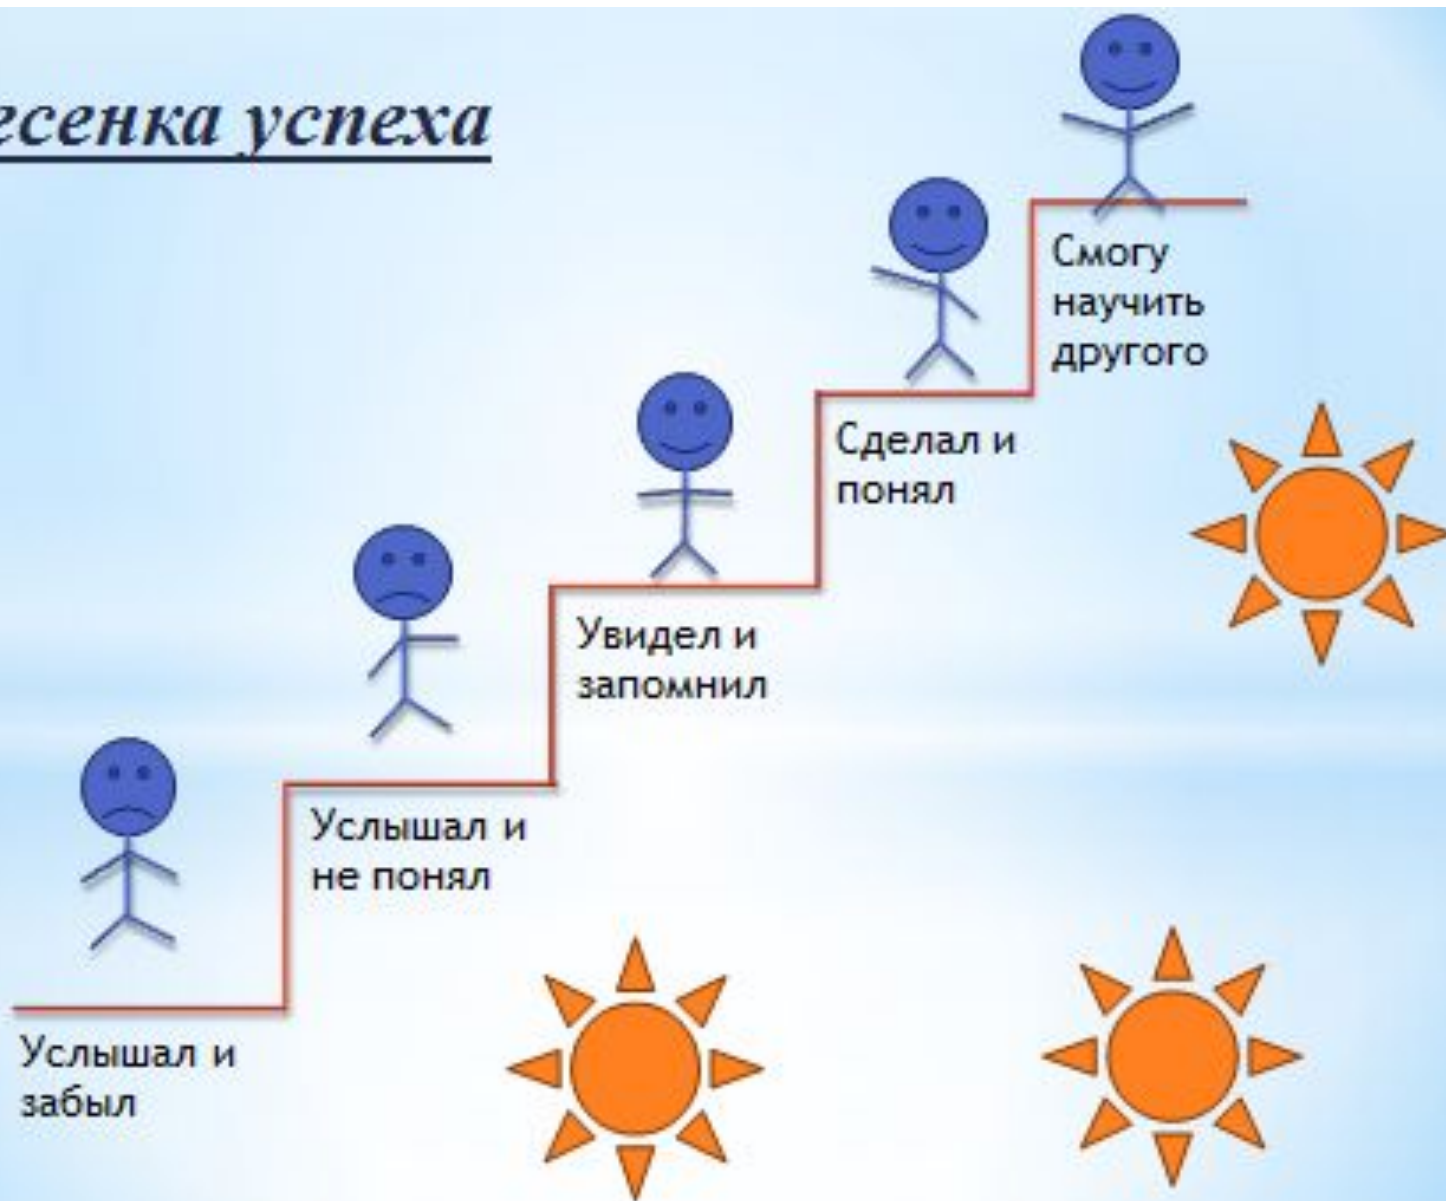 есенка успеха
Смогу
научить
другого
Сделал и
понял
Увидел и
запомнил
Услышал и
не понял
Услышал и
забыл